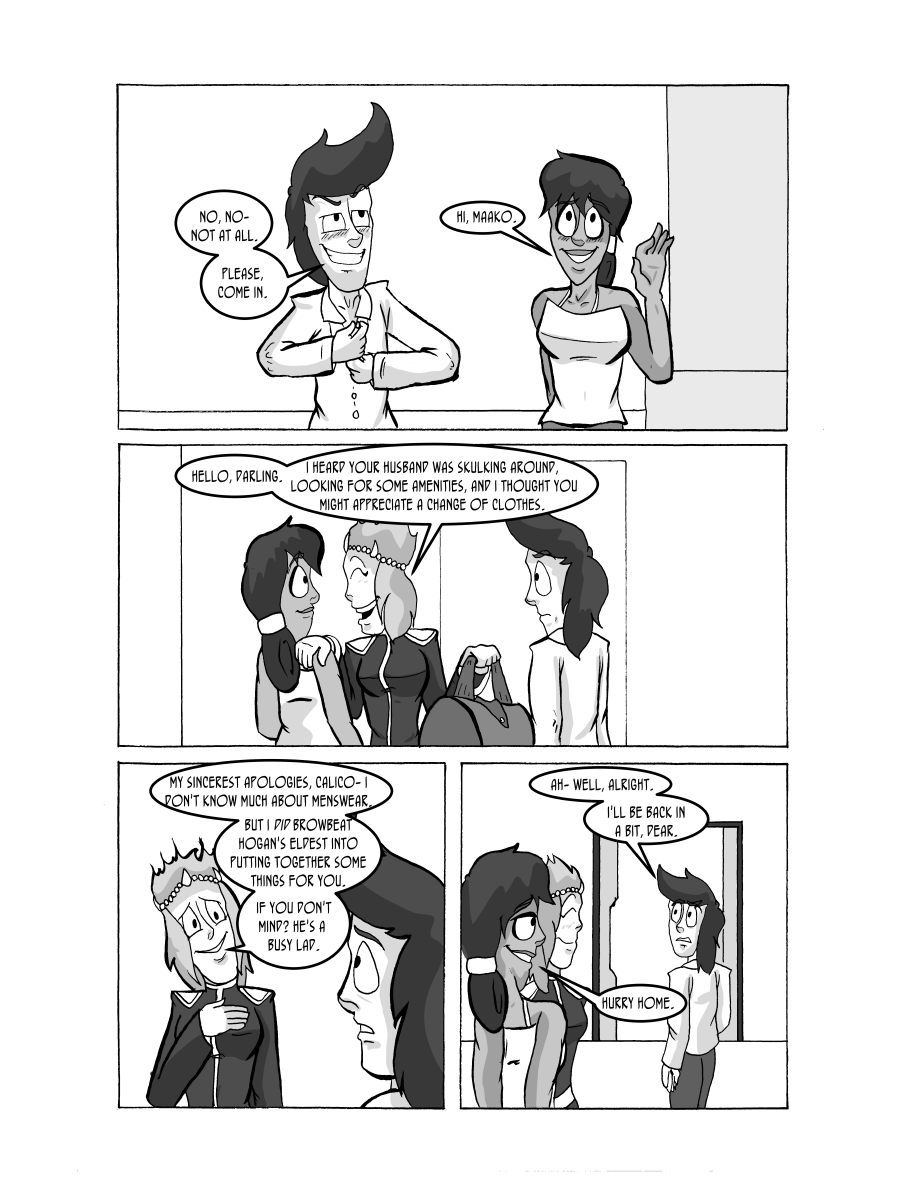 NO, NO-
NOT AT ALL.
PLEASE,
COME IN.
HI, MAAKO.
HELLO, DARLING.
I HEARD YOUR HUSBAND WAS SKULKING AROUND,
LOOKING FOR SOME AMENITIES, AND I THOUGHT YOU
MIGHT APPRECIATE A CHANGE OF CLOTHES.
MY SINCEREST APOLOGIES, CALICO- I
DON'T KNOW MUCH ABOUT MENSWEAR.
BUT I DID BROWBEAT
HOGAN'S ELDEST INTO
PUTTING TOGETHER SOME
THINGS FOR YOU.
IF YOU DON'T
MIND? HE'S A
BUSY LAD.
AH- WELL, ALRIGHT.
I'LL BE BACK IN
A BIT, DEAR.
HURRY HOME.